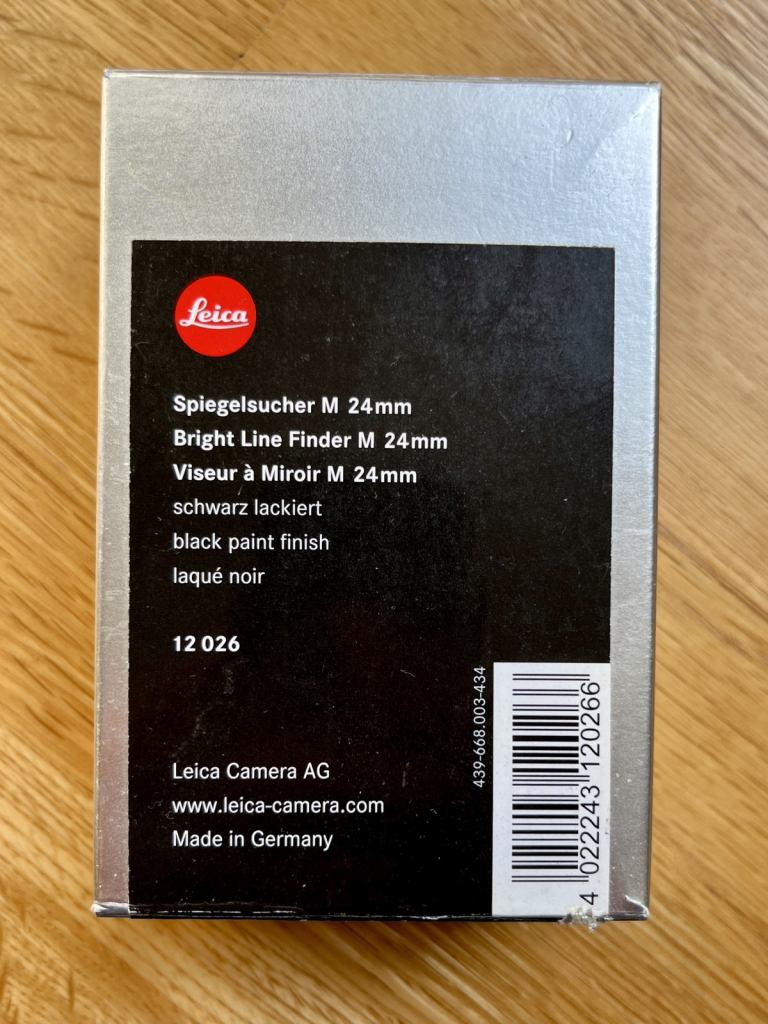 Leica
Spiegelsucher M 24mm
Bright Line Finder M 24mm
Viseur à Miroir M 24mm
schwarz lackiert
black paint finish
laqué noir
12 026
439-668.003-434
4 022243 120266
Leica Camera AG
www.leica-camera.com
Made in Germany